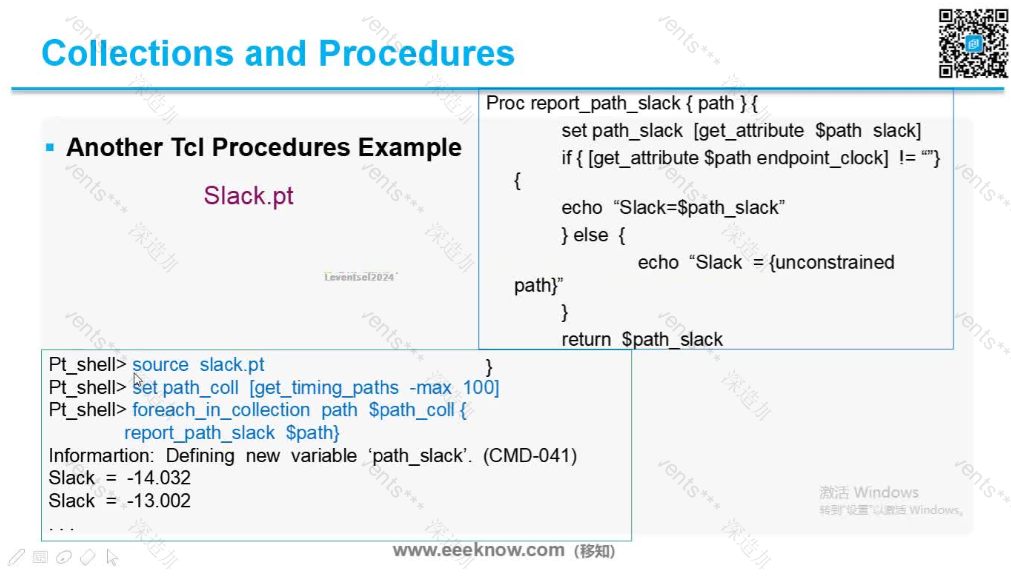 Collections and Procedures
Another Tcl Procedures Example
Slack.pt
Leventsel2024
Proc report_path_slack { path } {
set path_slack [get_attribute $path slack]
if { [get_attribute $path endpoint_clock] != “”}
{
echo “Slack=$path_slack”
} else {
echo “Slack = {unconstrained
path}”
}
return $path_slack
}
Pt_shell> source slack.pt
Pt_shell> set path_coll [get_timing_paths -max 100]
Pt_shell> foreach_in_collection path $path_coll {
report_path_slack $path}
Informartion: Defining new variable ‘path_slack’. (CMD-041)
Slack = -14.032
Slack = -13.002
. . .
激活 Windows
转到“设置”以激活 Windows。
www.eeeknow.com（移知）